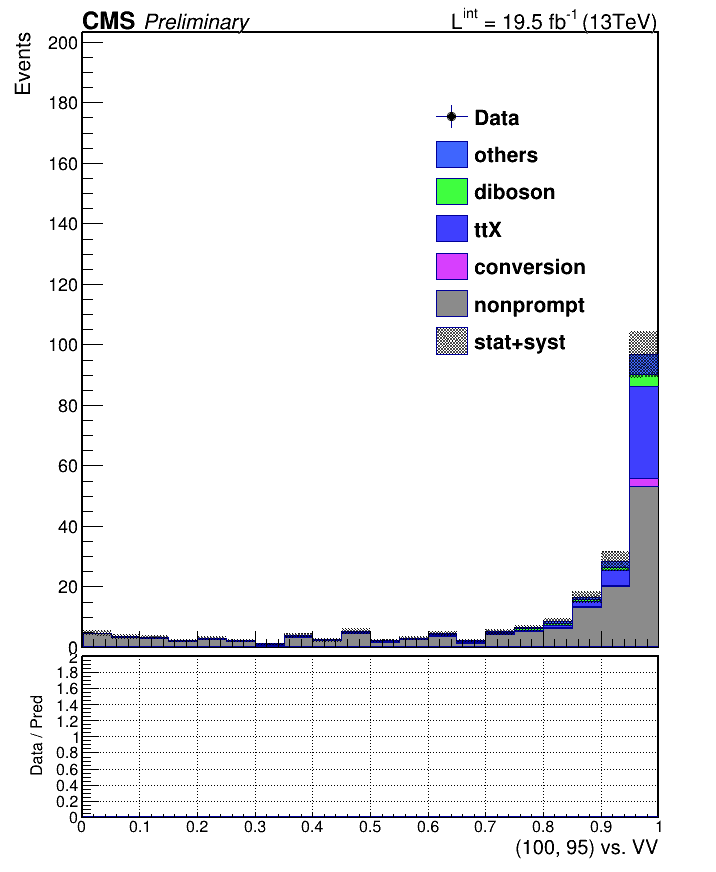 CMS Preliminary
L^int = 19.5 fb^-1 (13TeV)
Events
200
180
160
140
120
100
80
60
40
20
0
Data
others
diboson
ttX
conversion
nonprompt
stat+syst
Data / Pred
2
1.8
1.6
1.4
1.2
1
0.8
0.6
0.4
0.2
0
0 0.1 0.2 0.3 0.4 0.5 0.6 0.7 0.8 0.9 1
(100, 95) vs. VV